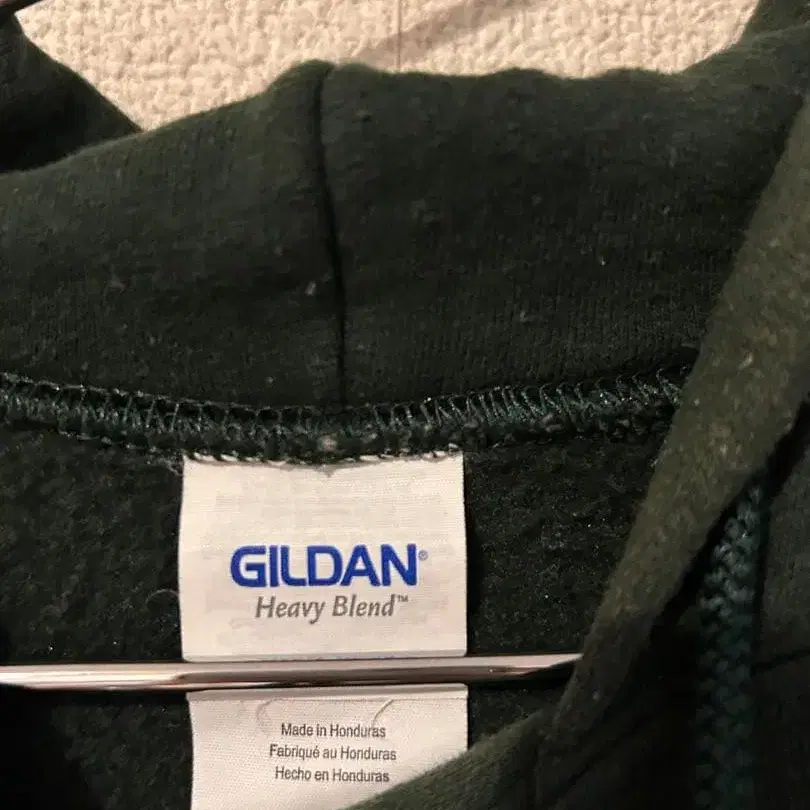 GILDAN®
Heavy Blend™
Made in Honduras
Fabriqué au Honduras
Hecho en Honduras